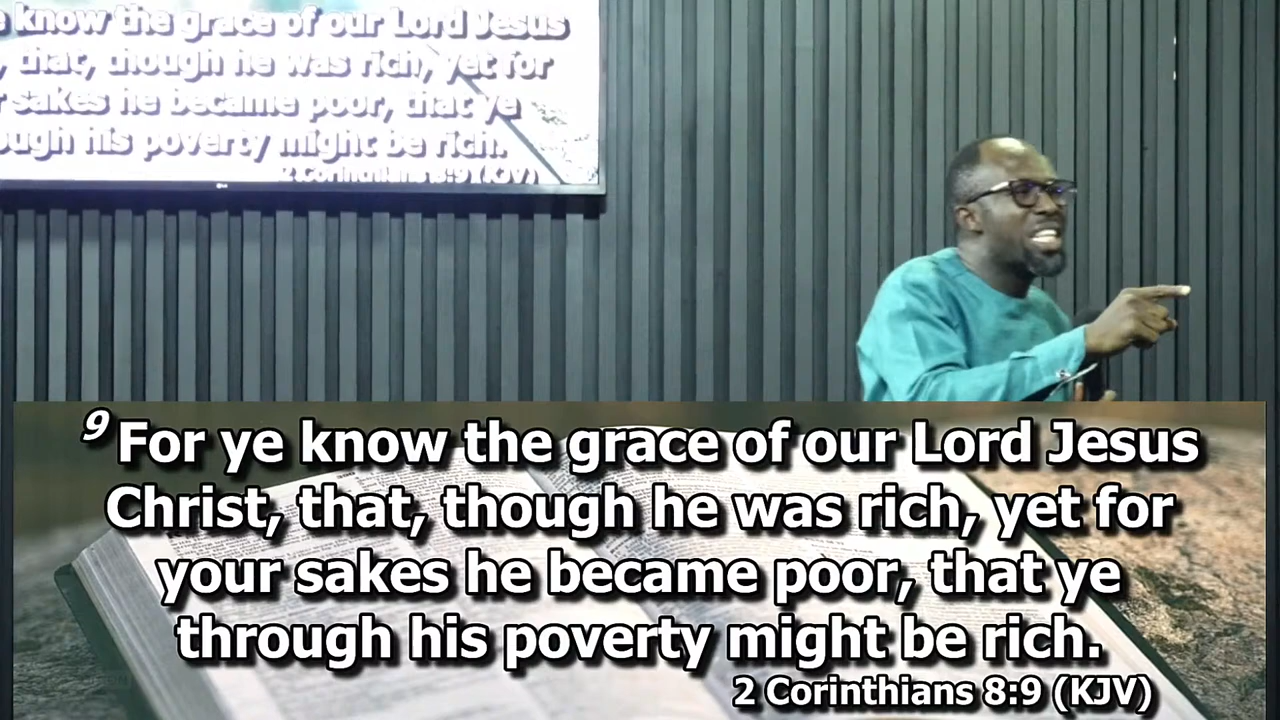 e know the grace of our Lord Jesus
, that, though he was rich, yet for
r sakes he became poor, that ye
ough his poverty might be rich.
2 Corinthians 8:9 (KJV)
9 For ye know the grace of our Lord Jesus
Christ, that, though he was rich, yet for
your sakes he became poor, that ye
through his poverty might be rich.
2 Corinthians 8:9 (KJV)